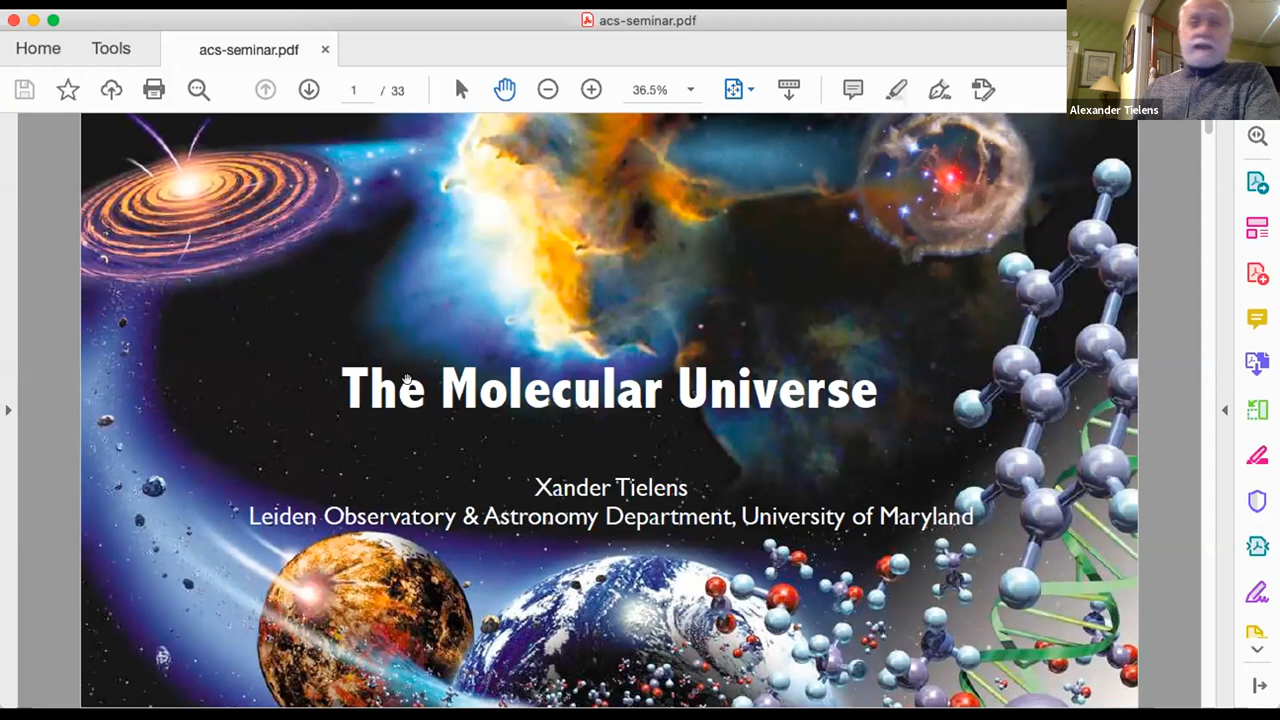 acs-seminar.pdf
Home
Tools
acs-seminar.pdf
1 / 33
36.5%
Alexander Tielens
The Molecular Universe
Xander Tielens
Leiden Observatory & Astronomy Department, University of Maryland